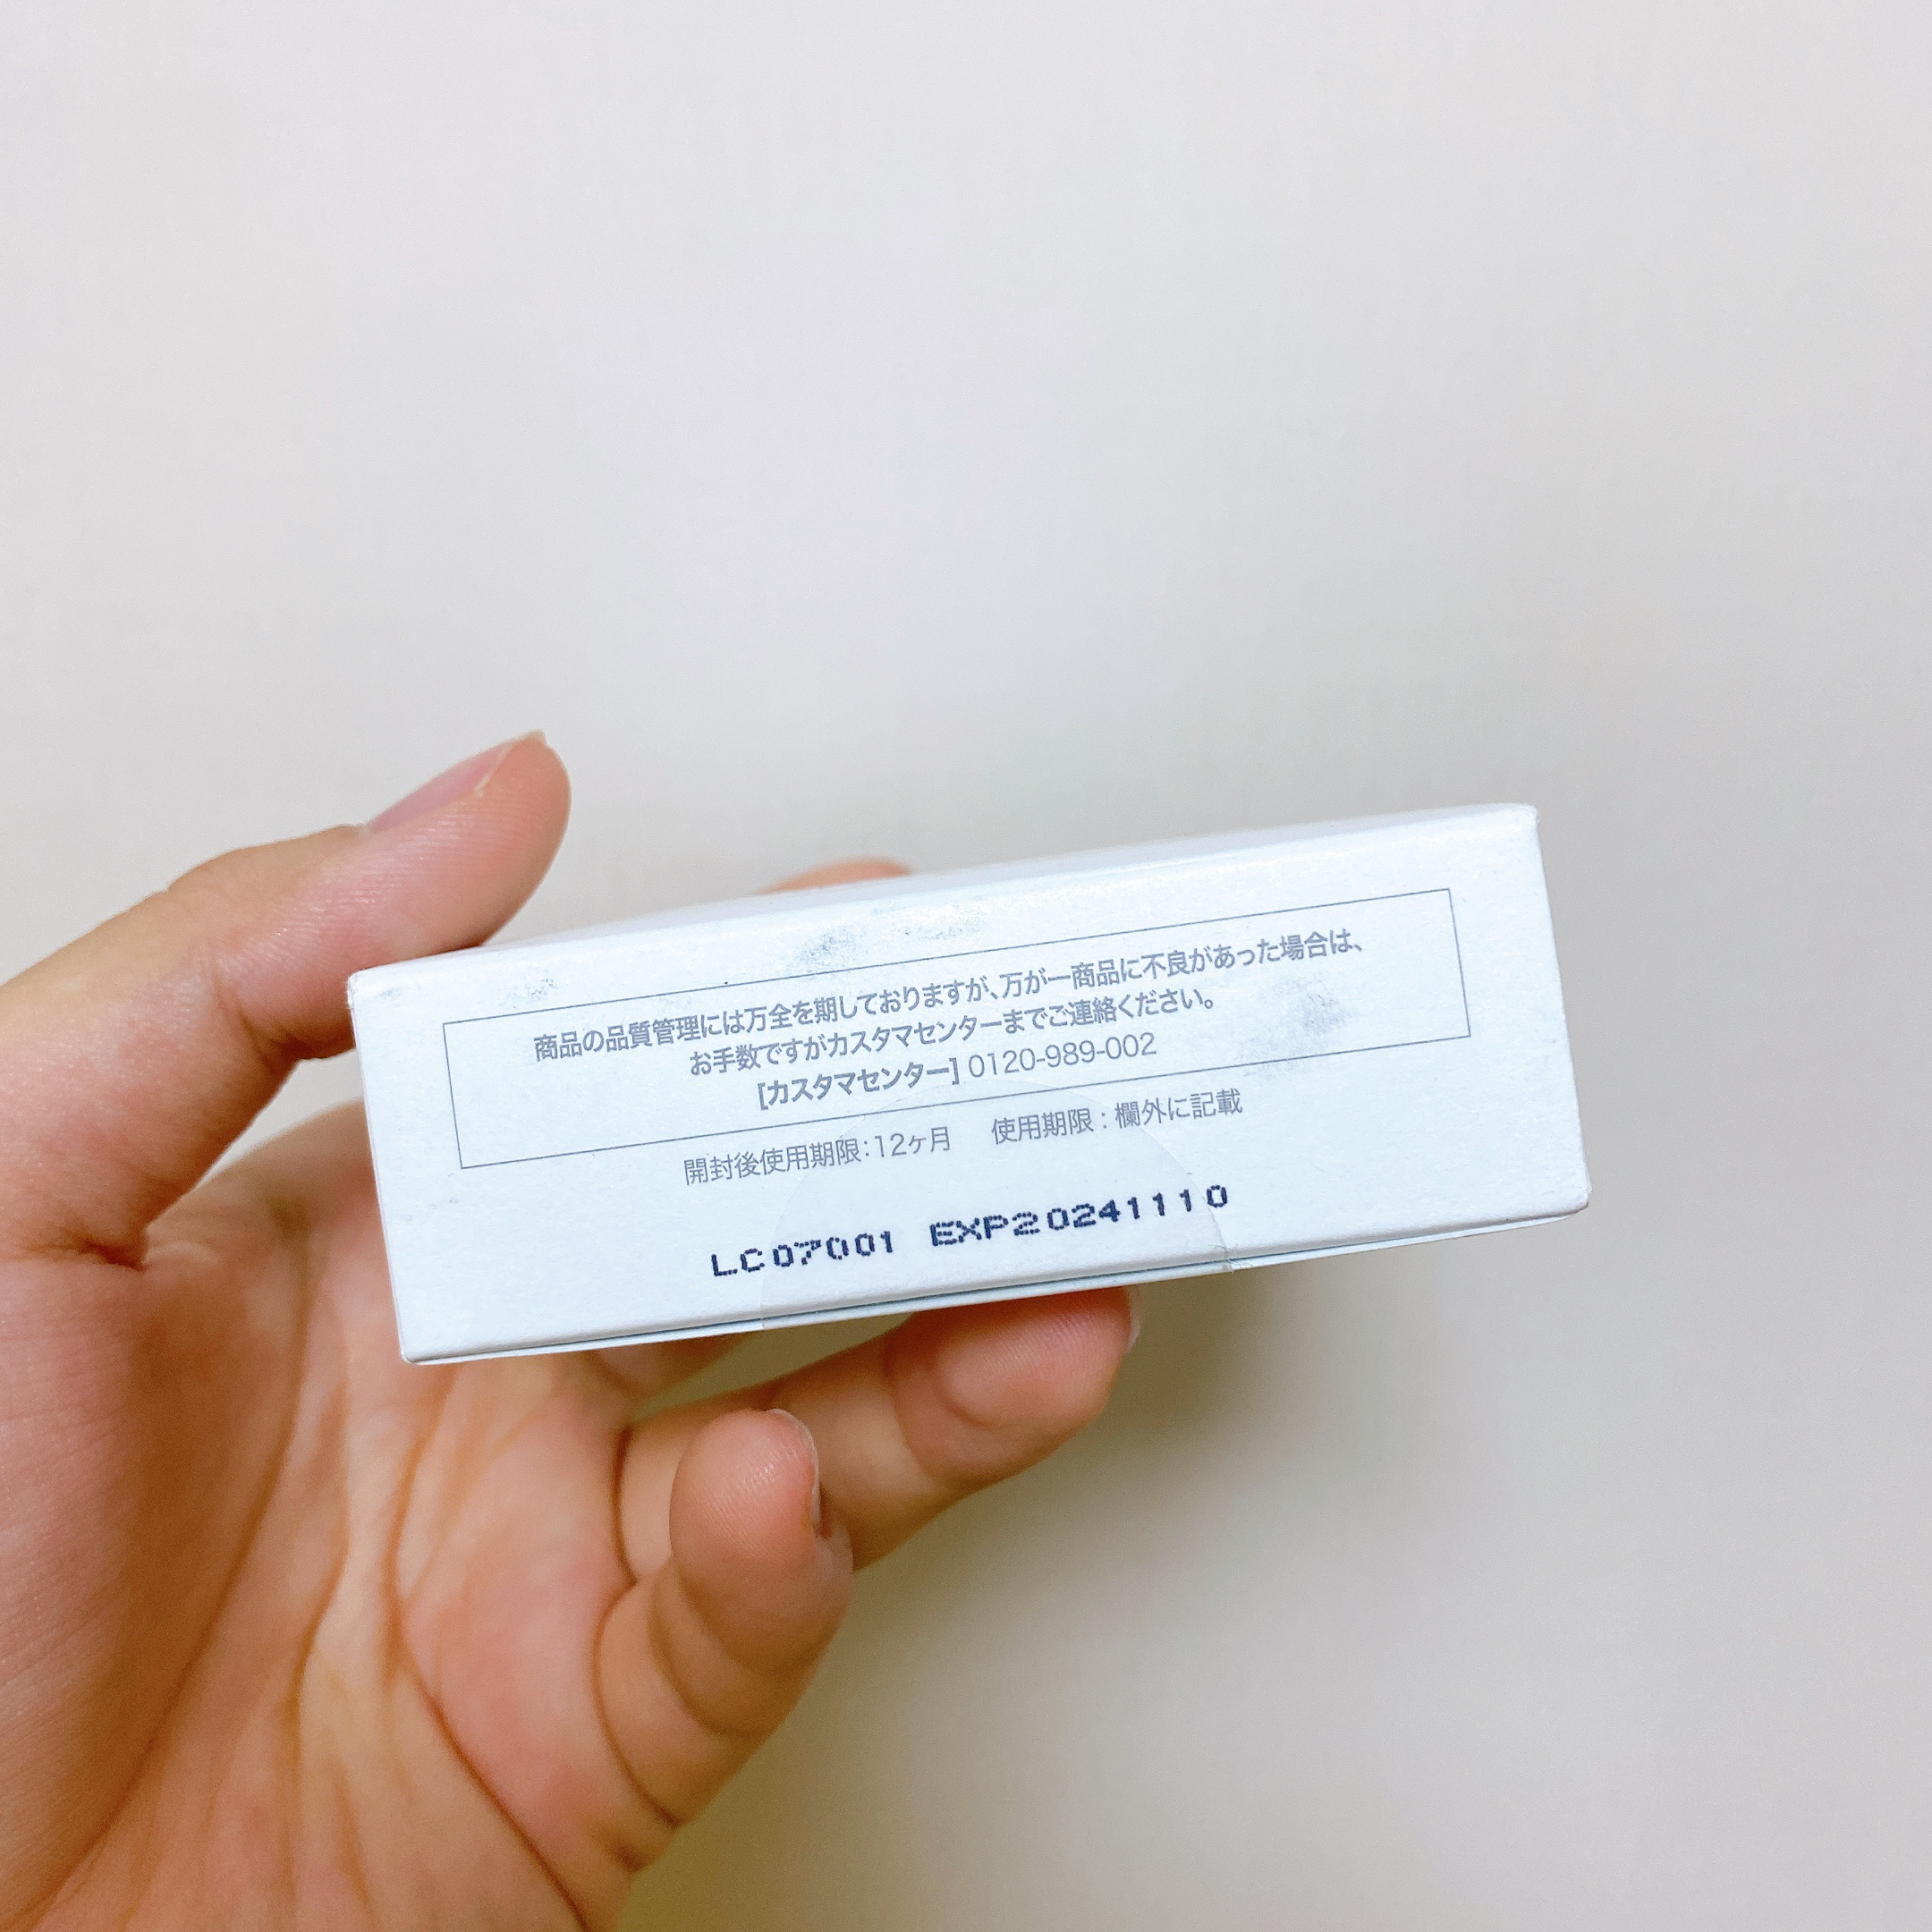 商品の品質管理には万全を期しておりますが、万が一商品に不良があった場合は、
お手数ですがカスタマセンターまでご連絡ください。
[カスタマセンター] 0120-989-002
開封後使用期限:12ヶ月 使用期限:欄外に記載
LC07001 EXP20241110